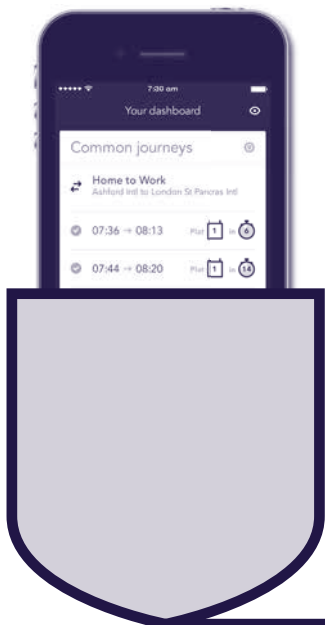 7:30 am
Your dashboard
Common journeys
Home to Work
Ashford Intl to London St Pancras Intl
07:36 → 08:13 Plat 1 in 6
07:44 → 08:20 Plat 1 in 14